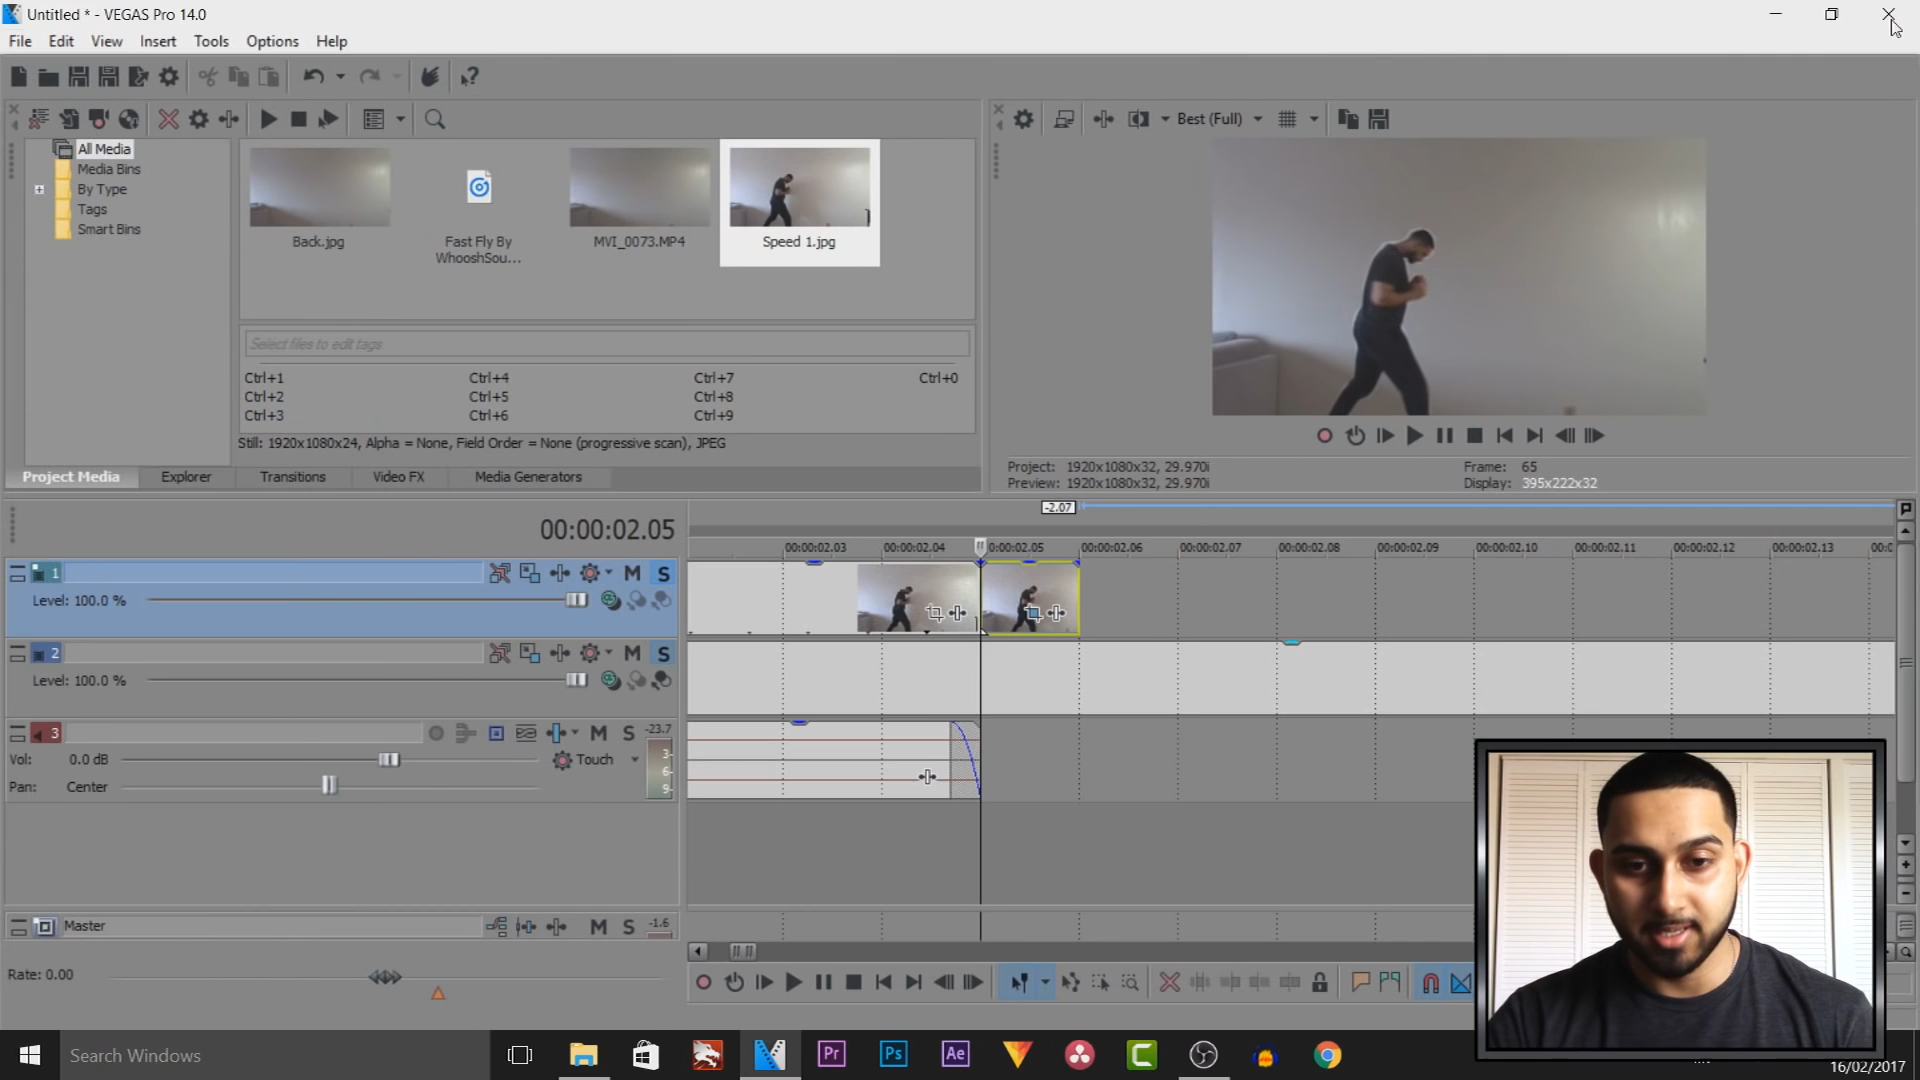 Untitled * - VEGAS Pro 14.0
File Edit View Insert Tools Options Help
Best (Full)
All Media
Media Bins
By Type
Tags
Smart Bins
Back.jpg
Fast Fly By
WhooshSou...
MVI_0073.MP4
Speed 1.jpg
Select files to edit tags
Ctrl+1 Ctrl+4 Ctrl+7 Ctrl+0
Ctrl+2 Ctrl+5 Ctrl+8
Ctrl+3 Ctrl+6 Ctrl+9
Still: 1920x1080x24, Alpha = None, Field Order = None (progressive scan), JPEG
Project Media Explorer Transitions Video FX Media Generators
Project: 1920x1080x32, 29.970i Frame: 65
Preview: 1920x1080x32, 29.970i Display: 395x222x32
-2.07
00:00:02.05
00:00:02.03 00:00:02.04 0:00:02.05 00:00:02.06 00:00:02.07 00:00:02.08 00:00:02.09 00:00:02.10 00:00:02.11 00:00:02.12 00:00:02.13 00:0
1 M S
Level: 100.0 %
2 M S
Level: 100.0 %
3 M S -23.7
Vol: 0.0 dB Touch 3-
6-
Pan: Center 9-
Master M S -1.6
Rate: 0.00
Search Windows
Pr Ps Ae
16/02/2017